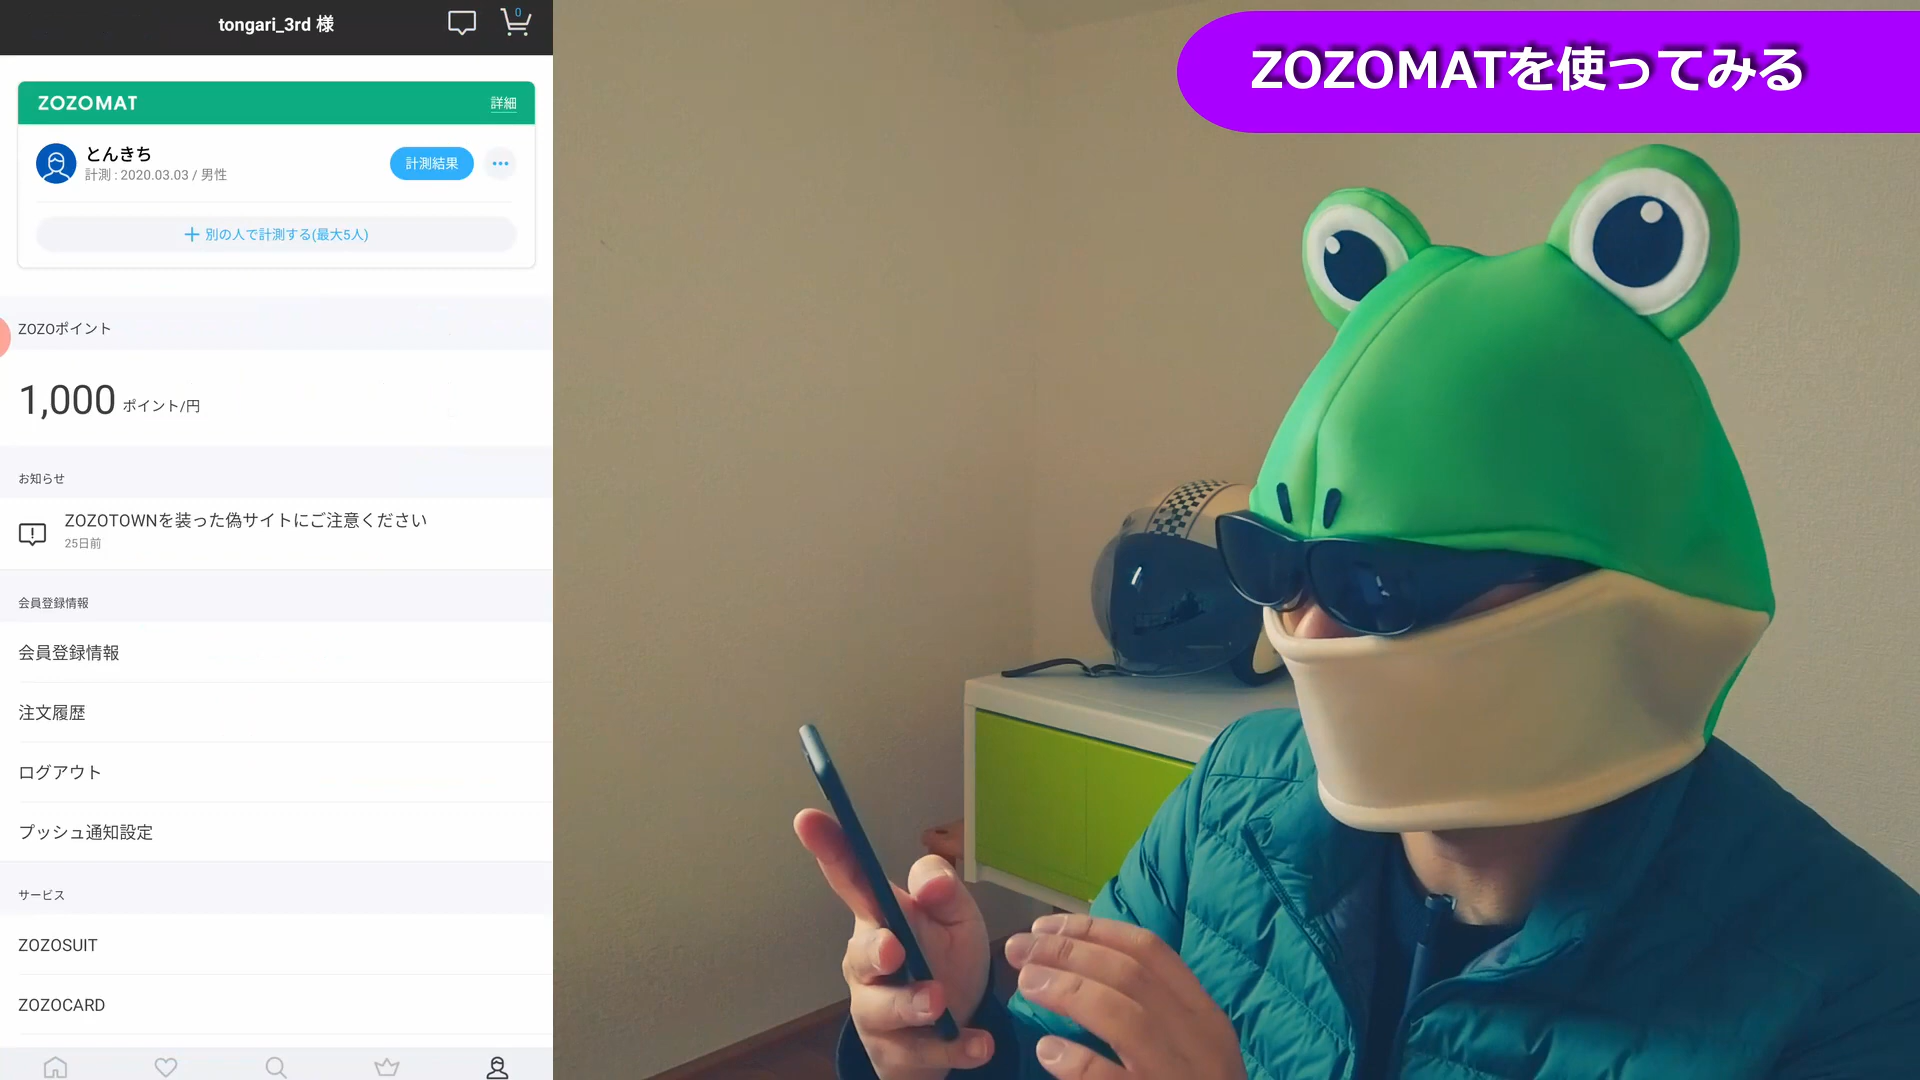 tongari_3rd 様
0
ZOZOMATを使ってみる
ZOZOMAT
詳細
とんきち
計測 : 2020.03.03 / 男性
計測結果
+ 別の人で計測する(最大5人)
ZOZOポイント
1,000 ポイント/円
お知らせ
ZOZOTOWNを装った偽サイトにご注意ください
25日前
会員登録情報
会員登録情報
注文履歴
ログアウト
プッシュ通知設定
サービス
ZOZOSUIT
ZOZOCARD